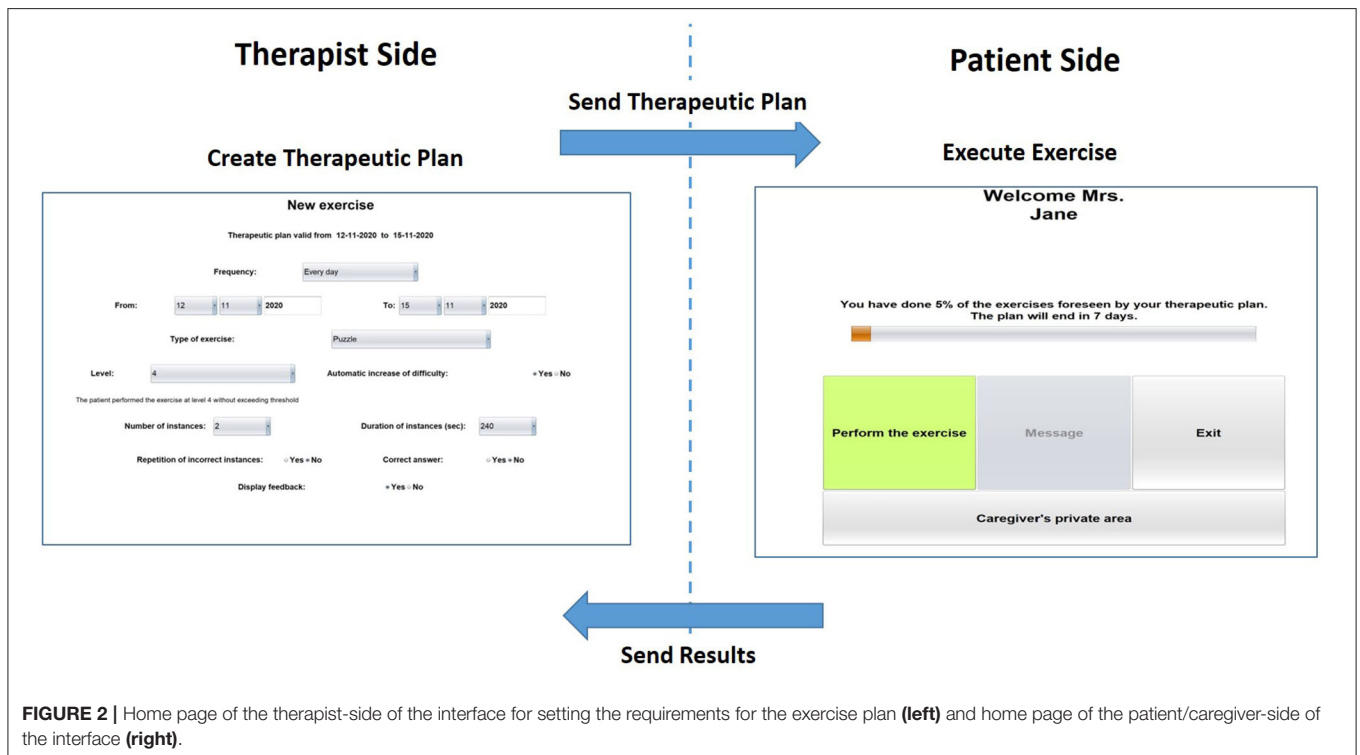 Therapist Side
Patient Side
Send Therapeutic Plan
Create Therapeutic Plan
Execute Exercise
New exercise
Therapeutic plan valid from 12-11-2020 to 15-11-2020
Frequency: Every day
From: 12 11 2020 To: 15 11 2020
Type of exercise: Puzzle
Level: 4 Automatic increase of difficulty: Yes No
The patient performed the exercise at level 4 without exceeding threshold
Number of instances: 2 Duration of instances (sec): 240
Repetition of incorrect instances: Yes No Correct answer: Yes No
Display feedback: Yes No
Welcome Mrs.
Jane
You have done 5% of the exercises foreseen by your therapeutic plan.
The plan will end in 7 days.
Perform the exercise Message Exit
Caregiver's private area
Send Results
FIGURE 2 | Home page of the therapist-side of the interface for setting the requirements for the exercise plan (left) and home page of the patient/caregiver-side of
the interface (right).